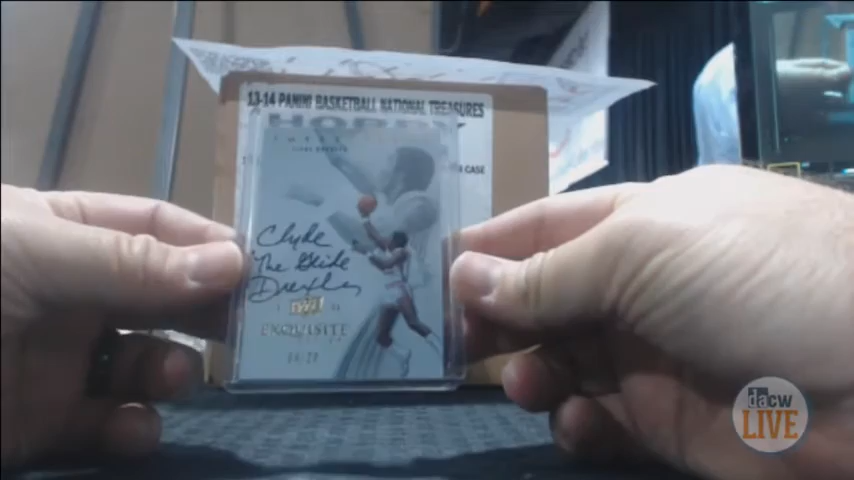 13-14 PANINI BASKETBALL NATIONAL TREASURES
HOBBY
CASE
Clyde
"The Glide"
Drexler
EXQUISITE
dacw
LIVE